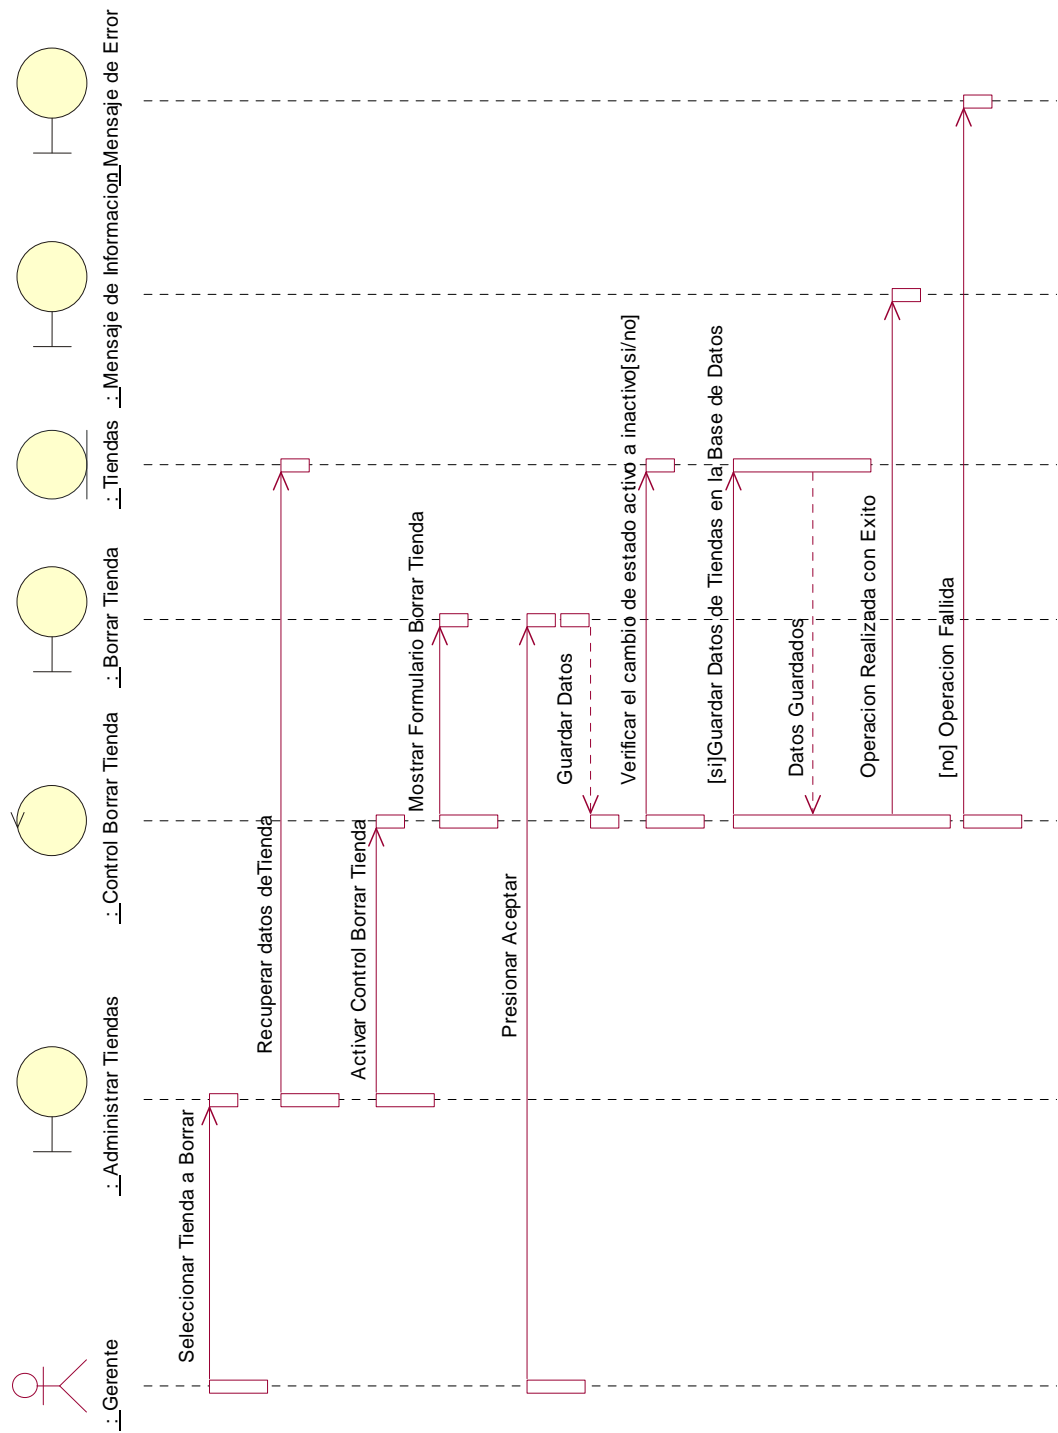 : Gerente
: Administrar Tiendas
: Control Borrar Tienda
: Borrar Tienda
: Tiendas
: Mensaje de Informacion
: Mensaje de Error
Seleccionar Tienda a Borrar
Recuperar datos deTienda
Activar Control Borrar Tienda
Mostrar Formulario Borrar Tienda
Presionar Aceptar
Guardar Datos
Verificar el cambio de estado activo a inactivo[si/no]
[si]Guardar Datos de Tiendas en la Base de Datos
Datos Guardados
Operacion Realizada con Exito
[no] Operacion Fallida